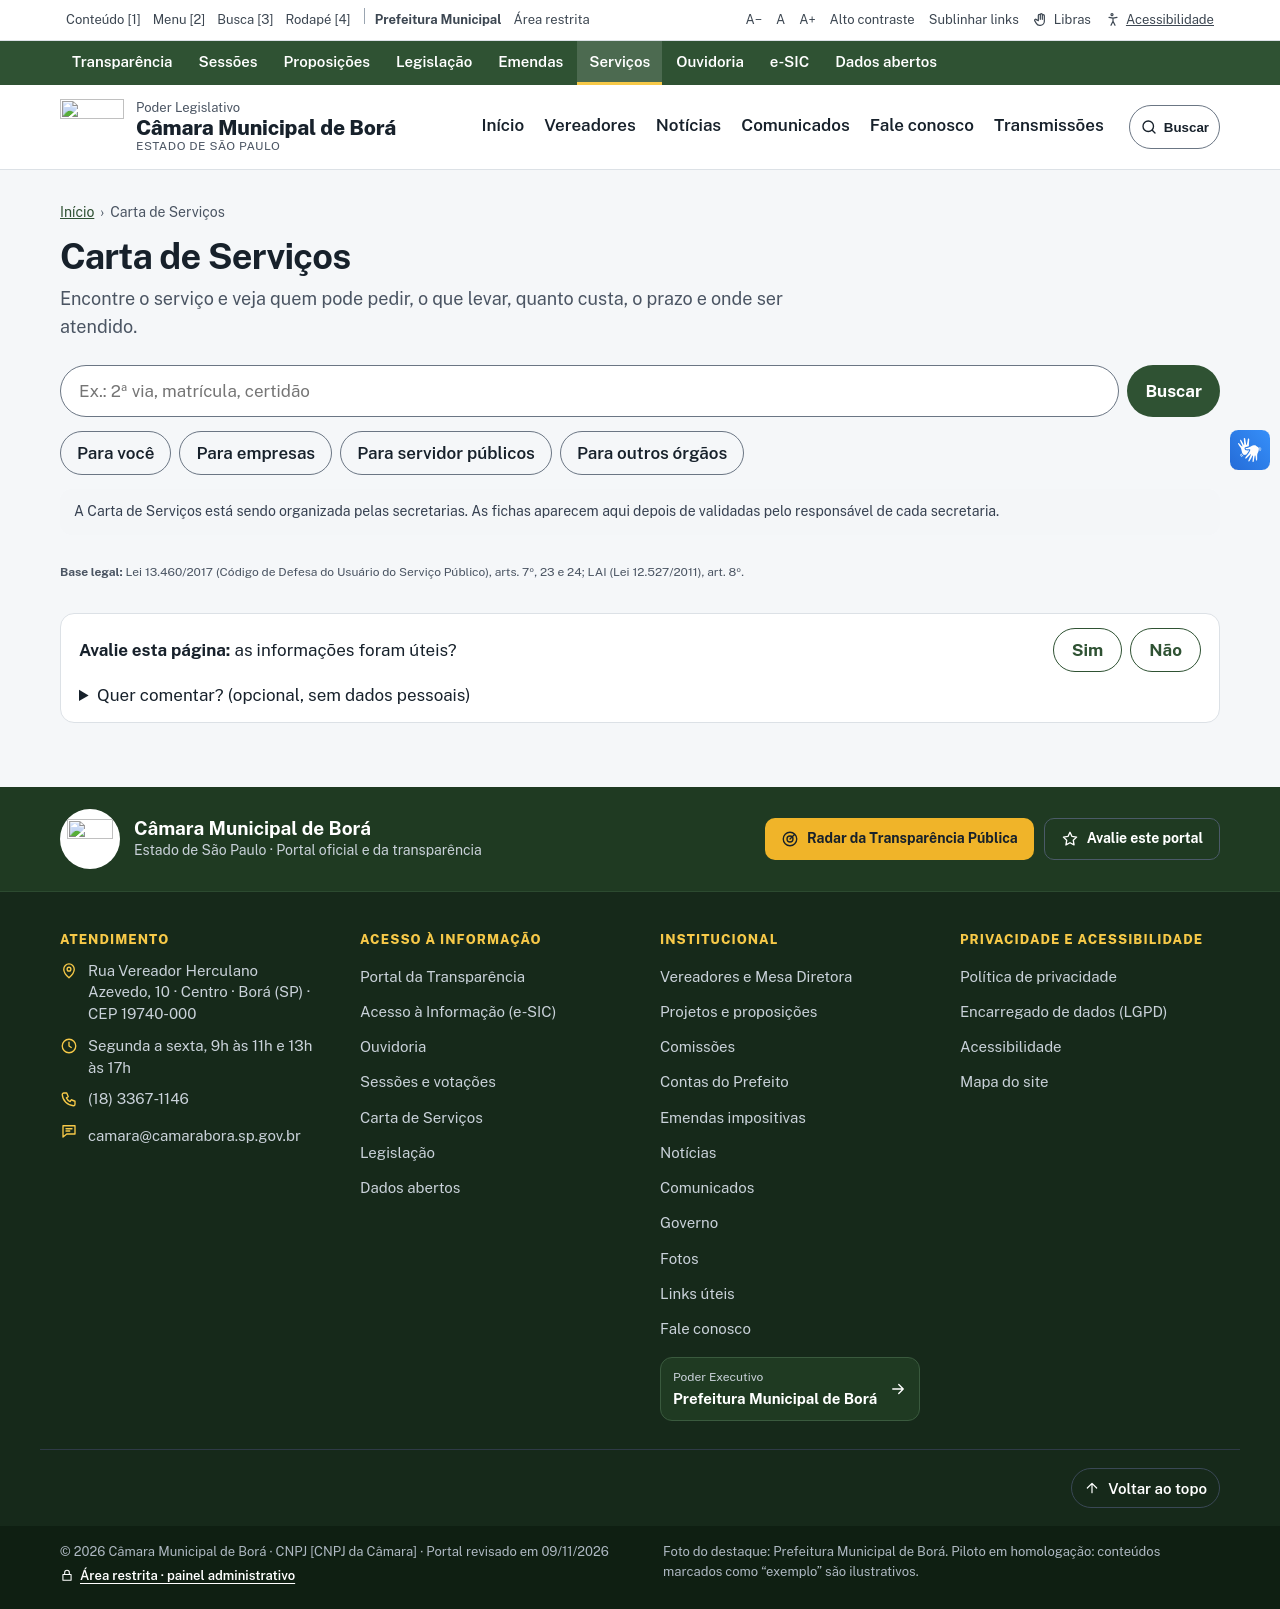 Conteúdo [1] Menu [2] Busca [3] Rodapé [4] Prefeitura Municipal Área restrita A− A A+ Alto contraste Sublinhar links Libras Acessibilidade
Transparência Sessões Proposições Legislação Emendas Serviços Ouvidoria e-SIC Dados abertos
Poder Legislativo
Câmara Municipal de Borá
ESTADO DE SÃO PAULO
Início Vereadores Notícias Comunicados Fale conosco Transmissões Buscar
Início › Carta de Serviços
Carta de Serviços
Encontre o serviço e veja quem pode pedir, o que levar, quanto custa, o prazo e onde ser
atendido.
Ex.: 2ª via, matrícula, certidão Buscar
Para você Para empresas Para servidor públicos Para outros órgãos
A Carta de Serviços está sendo organizada pelas secretarias. As fichas aparecem aqui depois de validadas pelo responsável de cada secretaria.
Base legal: Lei 13.460/2017 (Código de Defesa do Usuário do Serviço Público), arts. 7º, 23 e 24; LAI (Lei 12.527/2011), art. 8º.
Avalie esta página: as informações foram úteis? Sim Não
Quer comentar? (opcional, sem dados pessoais)
Câmara Municipal de Borá
Estado de São Paulo · Portal oficial e da transparência
Radar da Transparência Pública Avalie este portal
ATENDIMENTO
Rua Vereador Herculano
Azevedo, 10 · Centro · Borá (SP) ·
CEP 19740-000
Segunda a sexta, 9h às 11h e 13h
às 17h
(18) 3367-1146
camara@camarabora.sp.gov.br
ACESSO À INFORMAÇÃO
Portal da Transparência
Acesso à Informação (e-SIC)
Ouvidoria
Sessões e votações
Carta de Serviços
Legislação
Dados abertos
INSTITUCIONAL
Vereadores e Mesa Diretora
Projetos e proposições
Comissões
Contas do Prefeito
Emendas impositivas
Notícias
Comunicados
Governo
Fotos
Links úteis
Fale conosco
Poder Executivo
Prefeitura Municipal de Borá
PRIVACIDADE E ACESSIBILIDADE
Política de privacidade
Encarregado de dados (LGPD)
Acessibilidade
Mapa do site
Voltar ao topo
© 2026 Câmara Municipal de Borá · CNPJ [CNPJ da Câmara] · Portal revisado em 09/11/2026
Área restrita · painel administrativo
Foto do destaque: Prefeitura Municipal de Borá. Piloto em homologação: conteúdos
marcados como “exemplo” são ilustrativos.